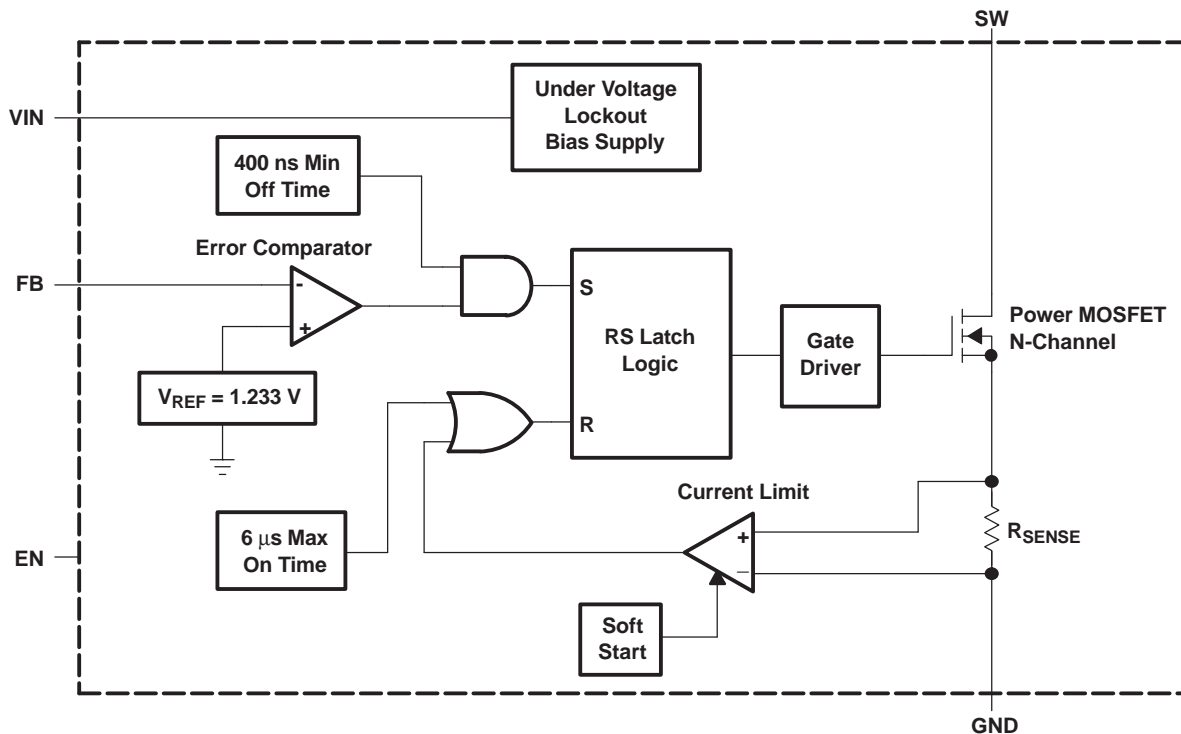 SW
Under Voltage
Lockout
Bias Supply
VIN
400 ns Min
Off Time
Error Comparator
FB
-
+
S
RS Latch
Logic
Gate
Driver
Power MOSFET
N-Channel
VREF = 1.233 V
R
Current Limit
6 μs Max
On Time
EN
+
–
RSENSE
Soft
Start
GND